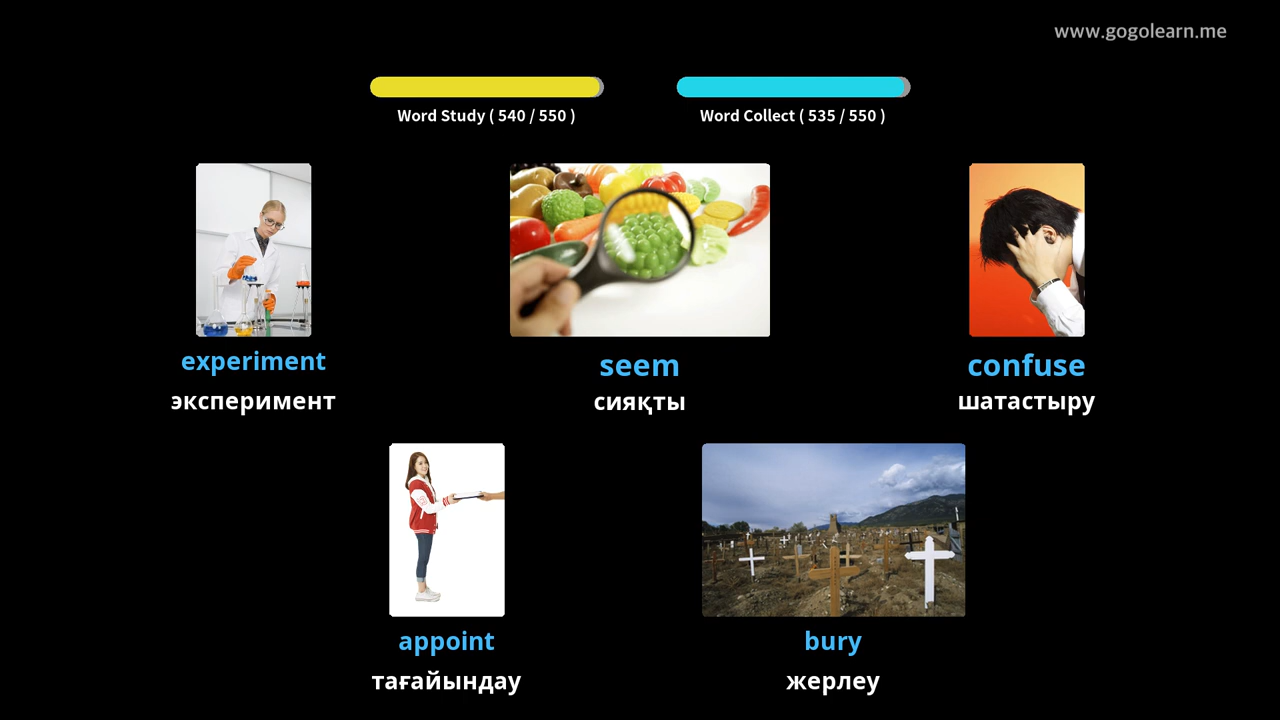 www.gogolearn.me
Word Study ( 540 / 550 )
Word Collect ( 535 / 550 )
experiment
эксперимент
seem
сияқты
confuse
шатастыру
appoint
тағайындау
bury
жерлеу